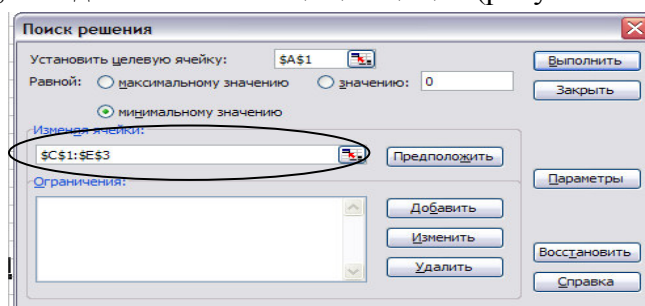 Поиск решения
Установить целевую ячейку: $A$1 Выполнить
Равной: максимальному значению значению: 0 Закрыть
минимальному значению
Изменяя ячейки:
$C$1:$E$3 Предположить
Ограничения: Параметры
Добавить
Изменить
Восстановить
Удалить
Справка